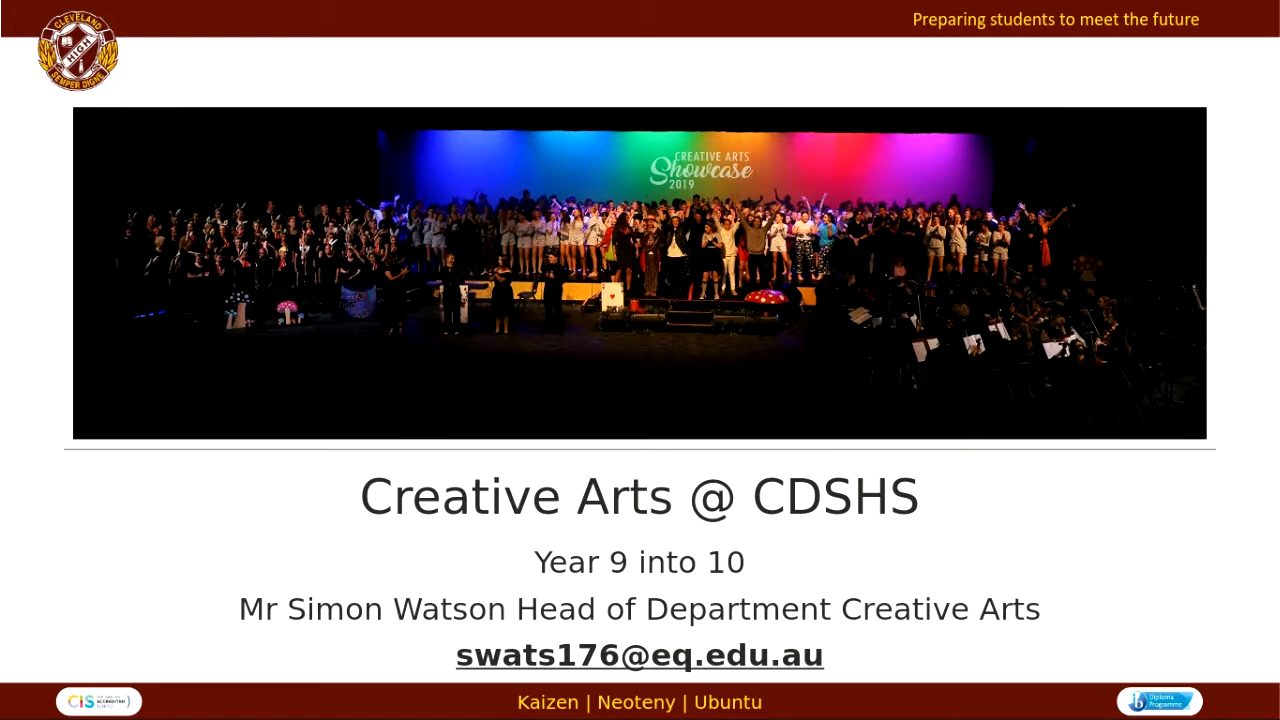 Preparing students to meet the future
CLEVELAND
HIGH
SEMPER DIGNE
CREATIVE ARTS
Showcase
2019
Creative Arts @ CDSHS
Year 9 into 10
Mr Simon Watson Head of Department Creative Arts
swats176@eq.edu.au
CIS
ACCREDITED
Kaizen | Neoteny | Ubuntu
ib Diploma
Programme